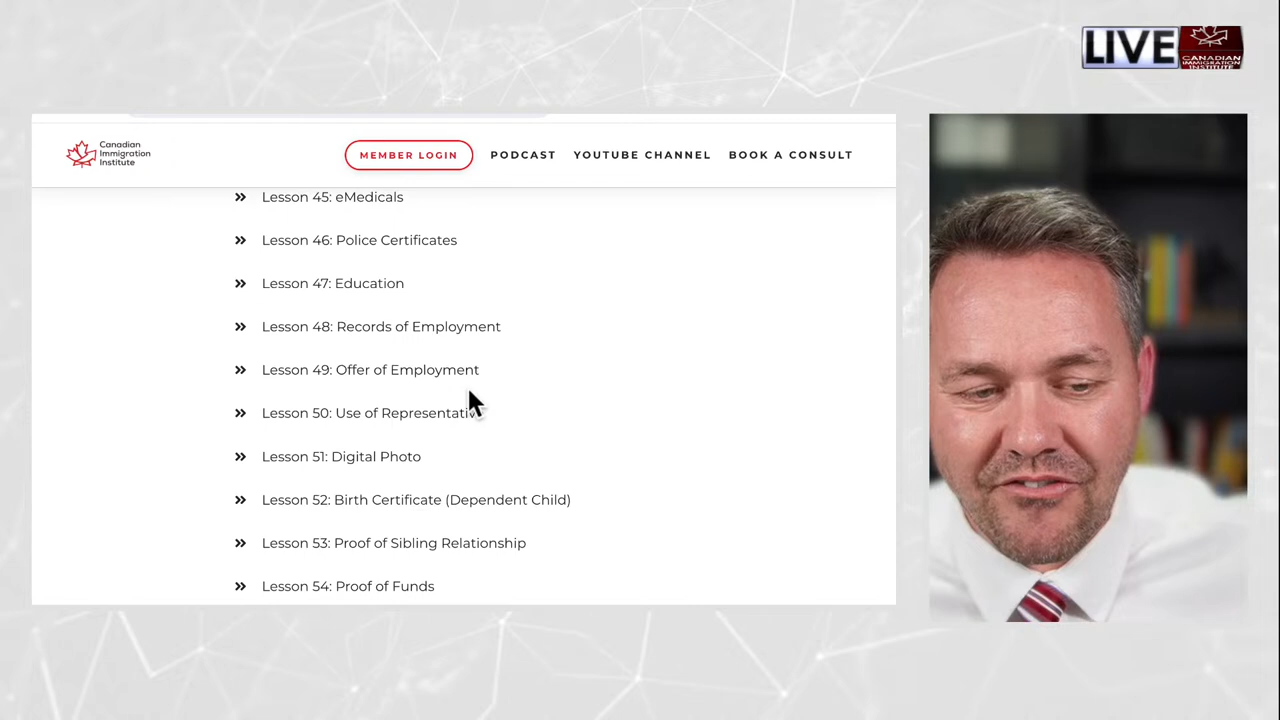 LIVE
CANADIAN
IMMIGRATION
INSTITUTE
Canadian
Immigration
Institute
MEMBER LOGIN
PODCAST
YOUTUBE CHANNEL
BOOK A CONSULT
Lesson 45: eMedicals
Lesson 46: Police Certificates
Lesson 47: Education
Lesson 48: Records of Employment
Lesson 49: Offer of Employment
Lesson 50: Use of Representativ
Lesson 51: Digital Photo
Lesson 52: Birth Certificate (Dependent Child)
Lesson 53: Proof of Sibling Relationship
Lesson 54: Proof of Funds